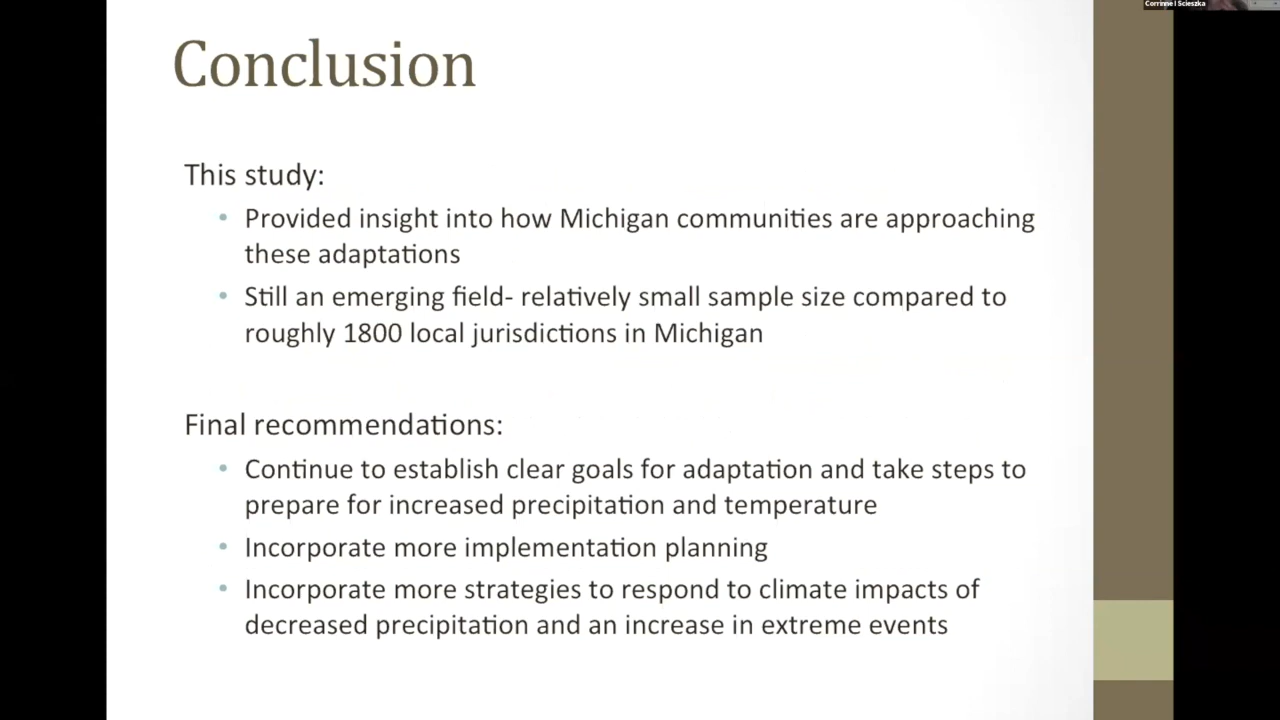 Corrinne I Scieszka
Conclusion
This study:
• Provided insight into how Michigan communities are approaching
these adaptations
• Still an emerging field- relatively small sample size compared to
roughly 1800 local jurisdictions in Michigan
Final recommendations:
• Continue to establish clear goals for adaptation and take steps to
prepare for increased precipitation and temperature
• Incorporate more implementation planning
• Incorporate more strategies to respond to climate impacts of
decreased precipitation and an increase in extreme events